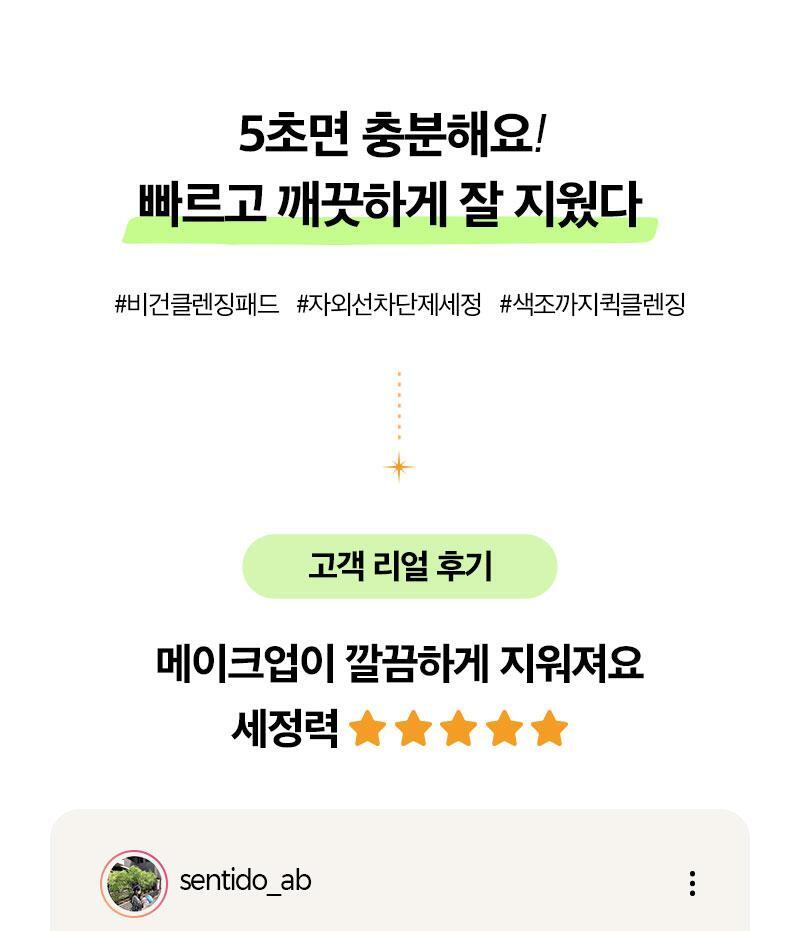 5초면 충분해요!
빠르고 깨끗하게 잘 지웠다
#비건클렌징패드 #자외선차단제세정 #색조까지퀵클렌징
고객 리얼 후기
메이크업이 깔끔하게 지워져요
세정력 ★★★★★
sentido_ab